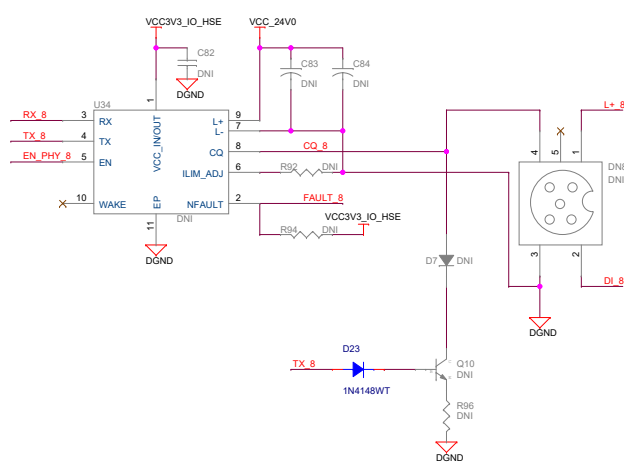 VCC3V3_IO_HSE
VCC_24V0
C82
DNI
DGND
C83
DNI
C84
DNI
U34
1
VCC_IN/OUT
RX_8
3
RX
TX_8
4
TX
EN_PHY_8
5
EN
10
WAKE
EP
11
DNI
DGND
L+
9
L-
7
CQ
8
CQ_8
ILIM_ADJ
6
R92
DNI
NFAULT
2
FAULT_8
VCC3V3_IO_HSE
R94
DNI
4
5
1
L+_8
DN8
DNI
3
2
DI_8
DGND
D7
DNI
D23
TX_8
1N4148WT
Q10
DNI
R96
DNI
DGND